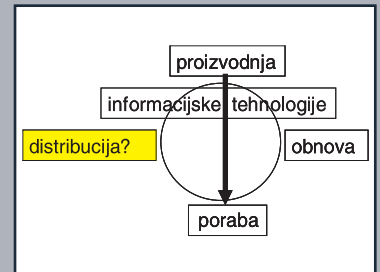 proizvodnja
informacijske tehnologije
distribucija?
obnova
poraba